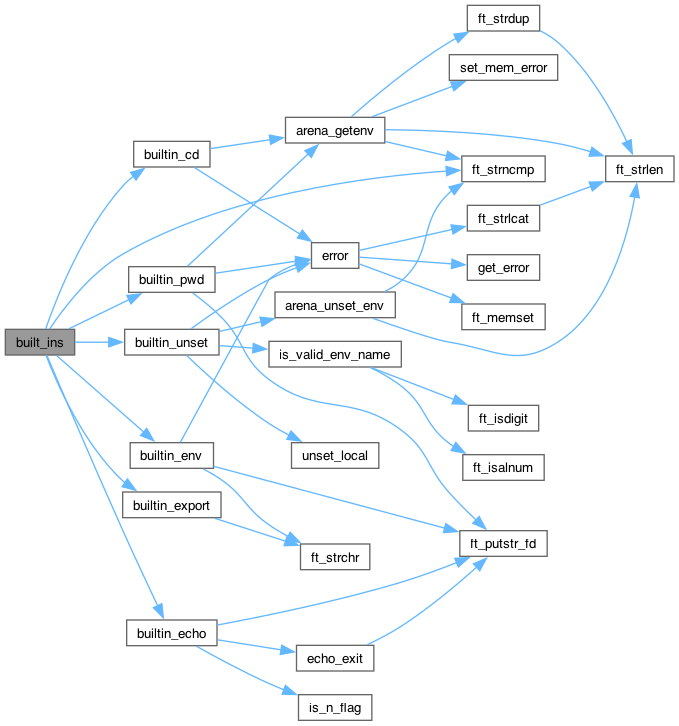 built_ins
builtin_cd
builtin_pwd
builtin_unset
builtin_env
builtin_export
builtin_echo
arena_getenv
error
arena_unset_env
is_valid_env_name
unset_local
ft_strchr
echo_exit
is_n_flag
ft_strdup
set_mem_error
ft_strncmp
ft_strlcat
get_error
ft_memset
ft_isdigit
ft_isalnum
ft_putstr_fd
ft_strlen